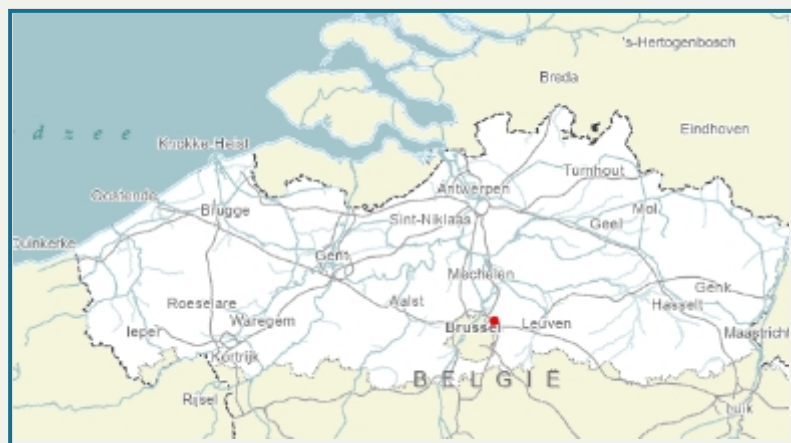 's-Hertogenbosch
Breda
d z e e
Eindhoven
Knokke-Heist
Turnhout
Oostende
Antwerpen
Mol
Brugge
Sint-Niklaas
Geel
Duinkerke
Gent
Mechelen
Genk
Roeselare
Aalst
Hasselt
Ieper
Waregem
Brussel
Leuven
Maastricht
Kortrijk
BELGIË
Rijsel
Luik